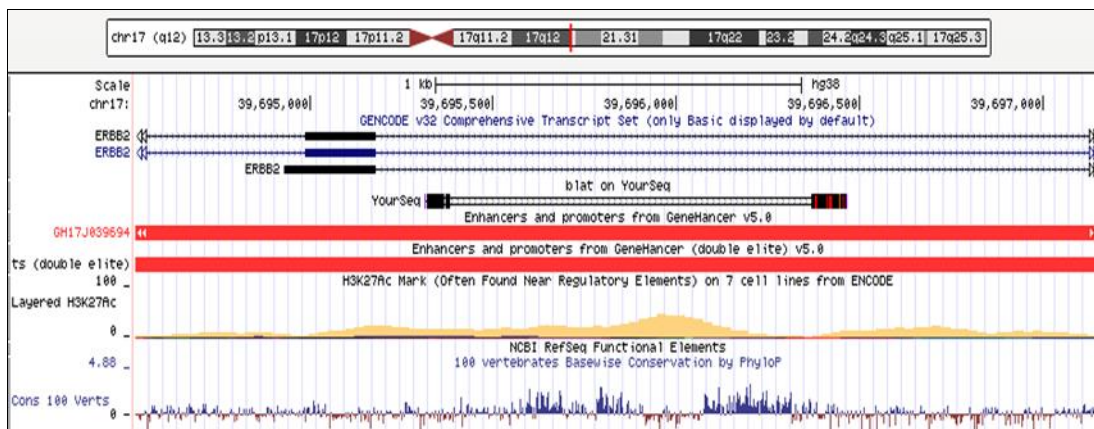 chr17 (q12) 13.3 13.2 p13.1 17p12 17p11.2 17q11.2 17q12 21.31 17q22 23.2 24.2 q24.3 q25.1 17q25.3
Scale 1 kb hg38
chr17: 39,695,000 39,695,500 39,696,000 39,696,500 39,697,000
GENCODE v32 Comprehensive Transcript Set (only Basic displayed by default)
ERBB2
ERBB2
ERBB2
blat on YourSeq
YourSeq
Enhancers and promoters from GeneHancer v5.0
GH17J039694
Enhancers and promoters from GeneHancer (double elite) v5.0
ts (double elite)
H3K27Ac Mark (Often Found Near Regulatory Elements) on 7 cell lines from ENCODE
100
Layered H3K27Ac
0
NCBI RefSeq Functional Elements
100 vertebrates Basewise Conservation by PhyloP
4.88
Cons 100 Verts
0